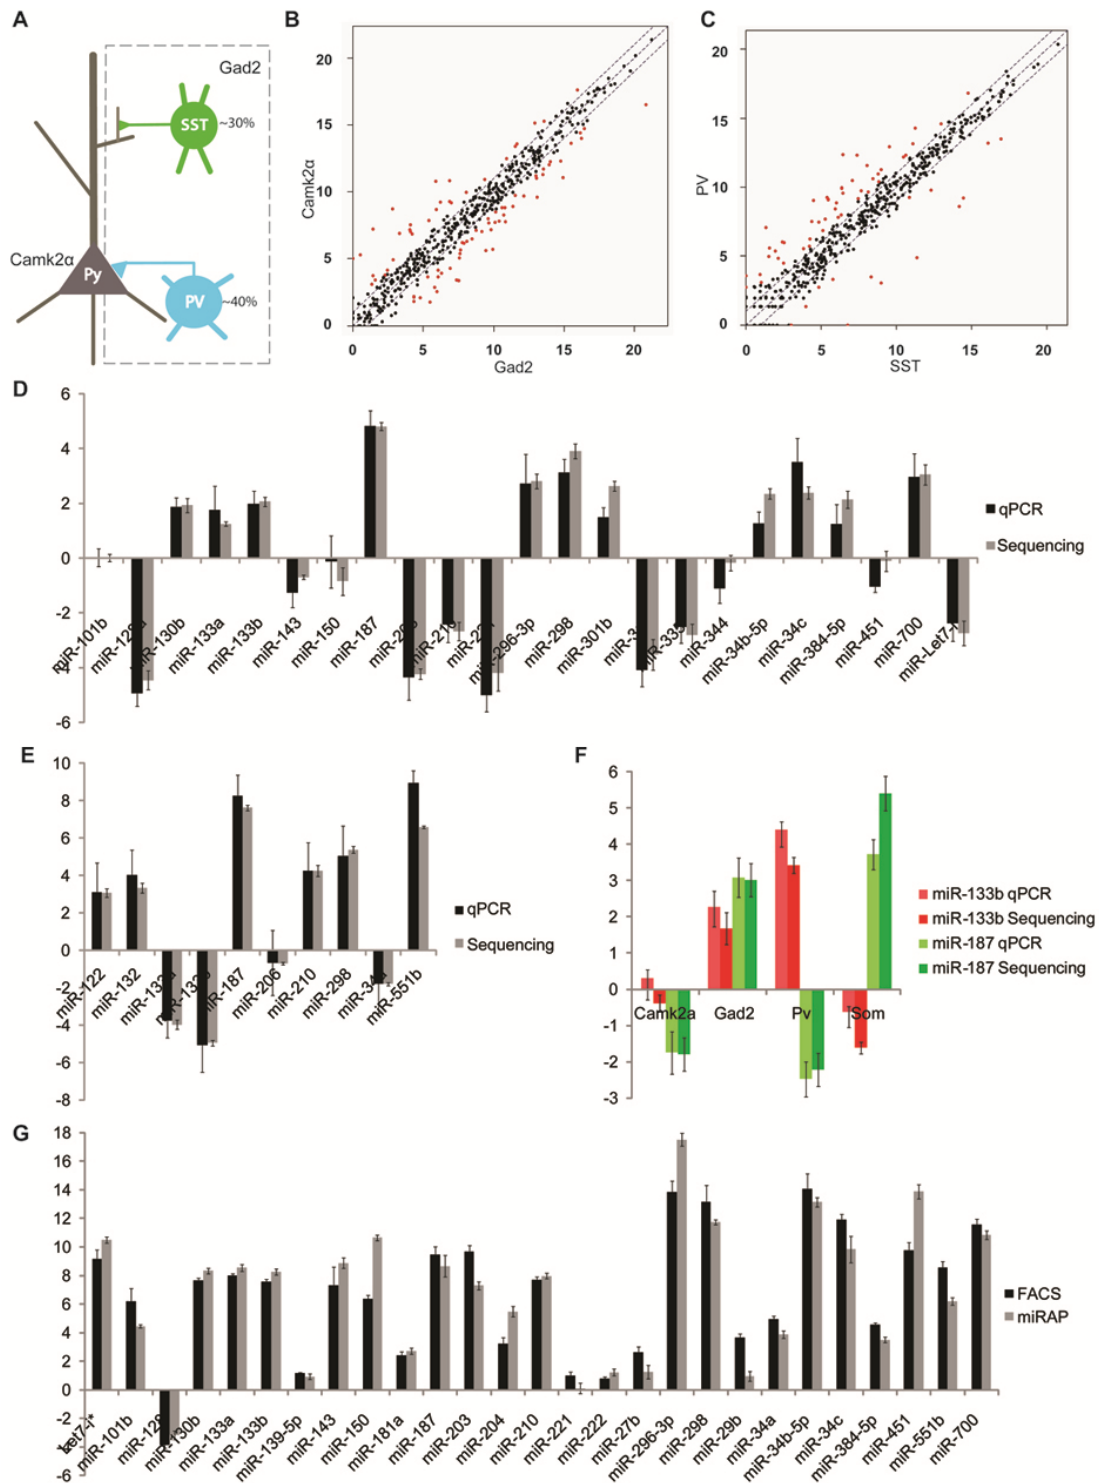 A
Gad2
SST
~30%
Camk2α
Py
PV
~40%
B
Camk2α
20
15
10
5
0
0 5 10 15 20
Gad2
C
PV
20
15
10
5
0
5 10 15 20
SST
D
6
4
2
0
-2
-4
-6
miR-101b
miR-130b
miR-133a
miR-133b
miR-143
miR-150
miR-187
miR-296-3p
miR-298
miR-301b
miR-344
miR-34b-5p
miR-34c
miR-384-5p
miR-451
miR-700
qPCR
Sequencing
E
10
8
6
4
2
0
-2
-4
-6
-8
miR-122
miR-132
miR-187
miR-206
miR-210
miR-298
miR-34a
miR-551b
qPCR
Sequencing
F
6
5
4
3
2
1
0
-1
-2
-3
Camk2a Gad2 Pv Som
miR-133b qPCR
miR-133b Sequencing
miR-187 qPCR
miR-187 Sequencing
G
18
16
14
12
10
8
6
4
2
0
-2
-4
-6
miR-101b
miR-130b
miR-133a
miR-133b
miR-139-5p
miR-143
miR-150
miR-181a
miR-187
miR-203
miR-204
miR-210
miR-221
miR-222
miR-27b
miR-296-3p
miR-298
miR-29b
miR-34a
miR-34b-5p
miR-34c
miR-384-5p
miR-451
miR-551b
miR-700
FACS
miRAP